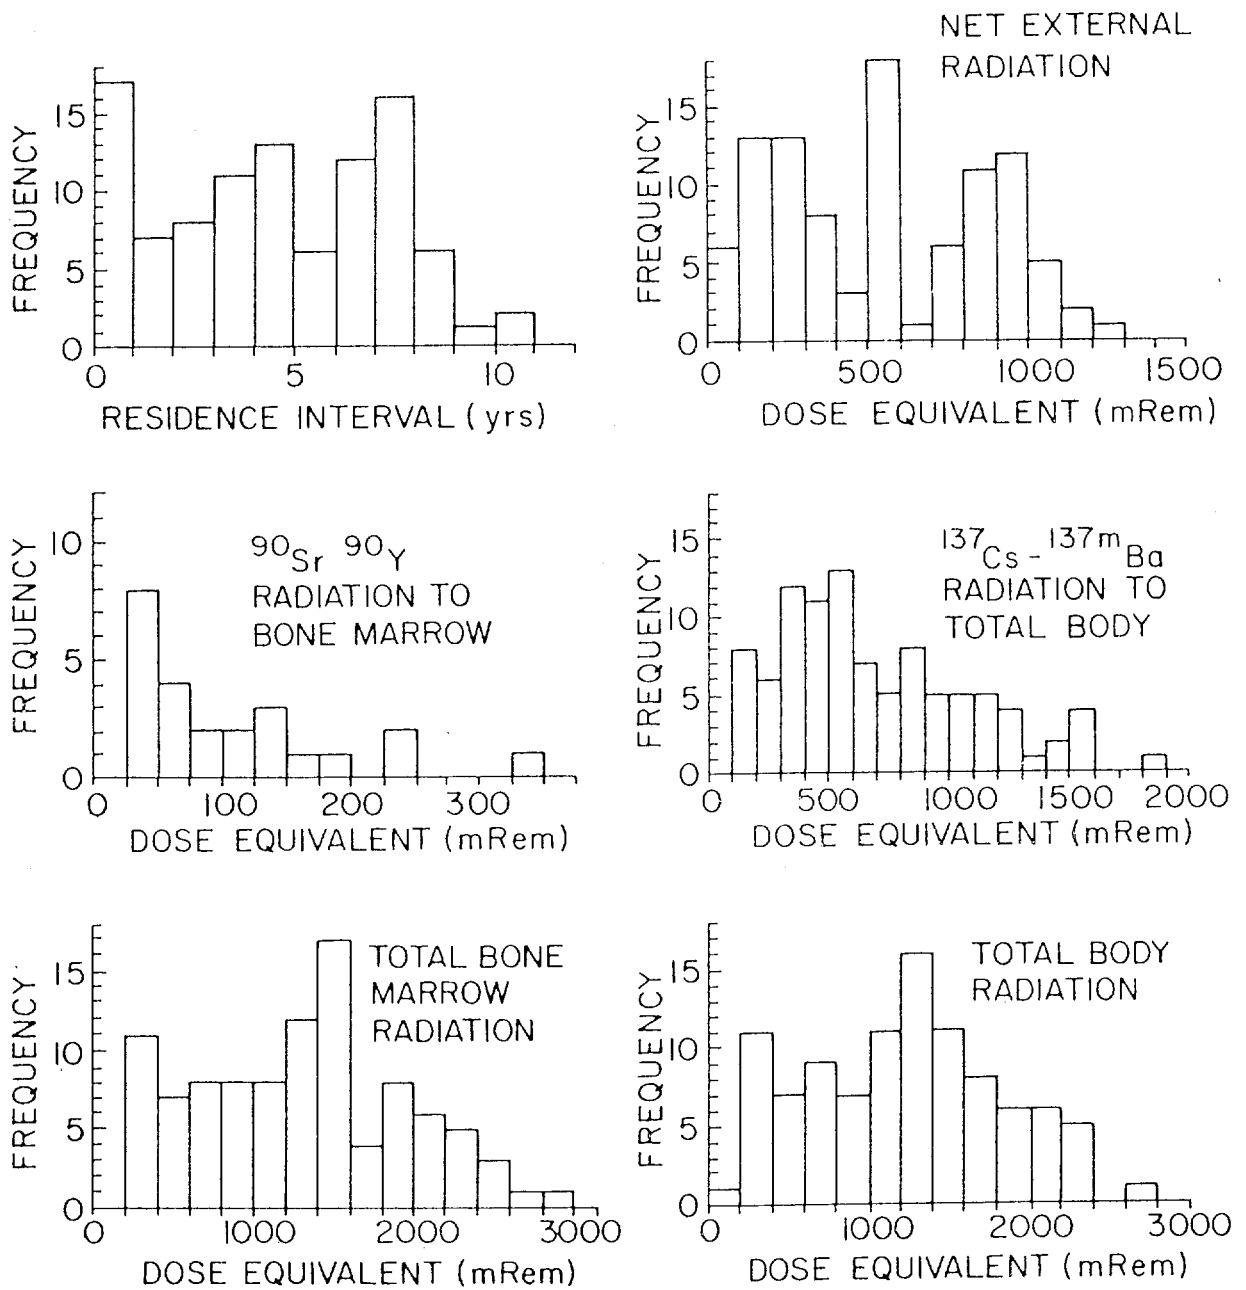 FREQUENCY
15
10
5
0
0 5 10
RESIDENCE INTERVAL (yrs)
NET EXTERNAL
RADIATION
FREQUENCY
15
10
5
0
0 500 1000 1500
DOSE EQUIVALENT (mRem)
90Sr 90Y
RADIATION TO
BONE MARROW
FREQUENCY
10
5
0
0 100 200 300
DOSE EQUIVALENT (mRem)
137Cs - 137mBa
RADIATION TO
TOTAL BODY
FREQUENCY
15
10
5
0
0 500 1000 1500 2000
DOSE EQUIVALENT (mRem)
TOTAL BONE
MARROW
RADIATION
FREQUENCY
15
10
5
0
0 1000 2000 3000
DOSE EQUIVALENT (mRem)
TOTAL BODY
RADIATION
FREQUENCY
15
10
5
0
0 1000 2000 3000
DOSE EQUIVALENT (mRem)